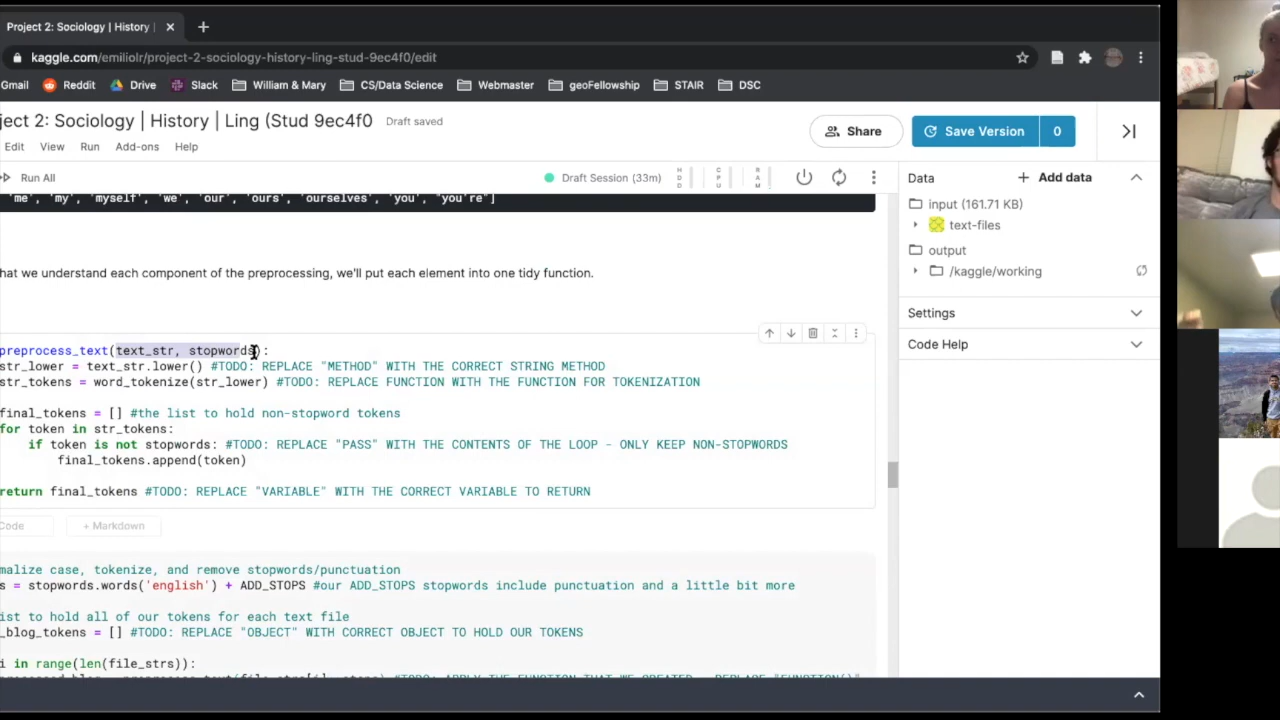 Project 2: Sociology | History |
kaggle.com/emiliolr/project-2-sociology-history-ling-stud-9ec4f0/edit
Gmail Reddit Drive Slack William & Mary CS/Data Science Webmaster geoFellowship STAIR DSC
ject 2: Sociology | History | Ling (Stud 9ec4f0 Draft saved
Share Save Version 0
Edit View Run Add-ons Help
Run All Draft Session (33m) HDD CPU RAM
Data + Add data
input (161.71 KB)
text-files
output
/kaggle/working
Settings
Code Help
'me', 'my', 'myself', 'we', 'our', 'ours', 'ourselves', 'you', "you're"]
hat we understand each component of the preprocessing, we'll put each element into one tidy function.
preprocess_text(text_str, stopwords):
str_lower = text_str.lower() #TODO: REPLACE "METHOD" WITH THE CORRECT STRING METHOD
str_tokens = word_tokenize(str_lower) #TODO: REPLACE FUNCTION WITH THE FUNCTION FOR TOKENIZATION
final_tokens = [] #the list to hold non-stopword tokens
for token in str_tokens:
if token is not stopwords: #TODO: REPLACE "PASS" WITH THE CONTENTS OF THE LOOP - ONLY KEEP NON-STOPWORDS
final_tokens.append(token)
return final_tokens #TODO: REPLACE "VARIABLE" WITH THE CORRECT VARIABLE TO RETURN
Code + Markdown
malize case, tokenize, and remove stopwords/punctuation
s = stopwords.words('english') + ADD_STOPS #our ADD_STOPS stopwords include punctuation and a little bit more
ist to hold all of our tokens for each text file
_blog_tokens = [] #TODO: REPLACE "OBJECT" WITH CORRECT OBJECT TO HOLD OUR TOKENS
i in range(len(file_strs)):